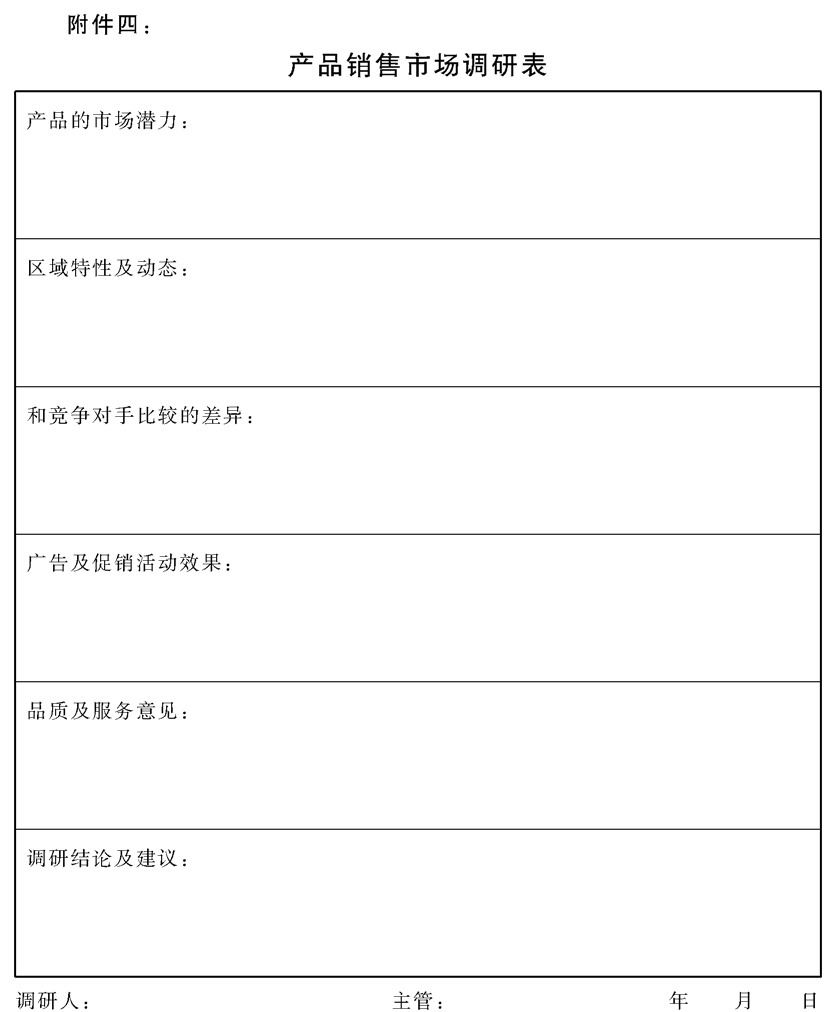 附件四：
产品销售市场调研表
产品的市场潜力：
区域特性及动态：
和竞争对手比较的差异：
广告及促销活动效果：
品质及服务意见：
调研结论及建议：
调研人：　主管：　年　月　日